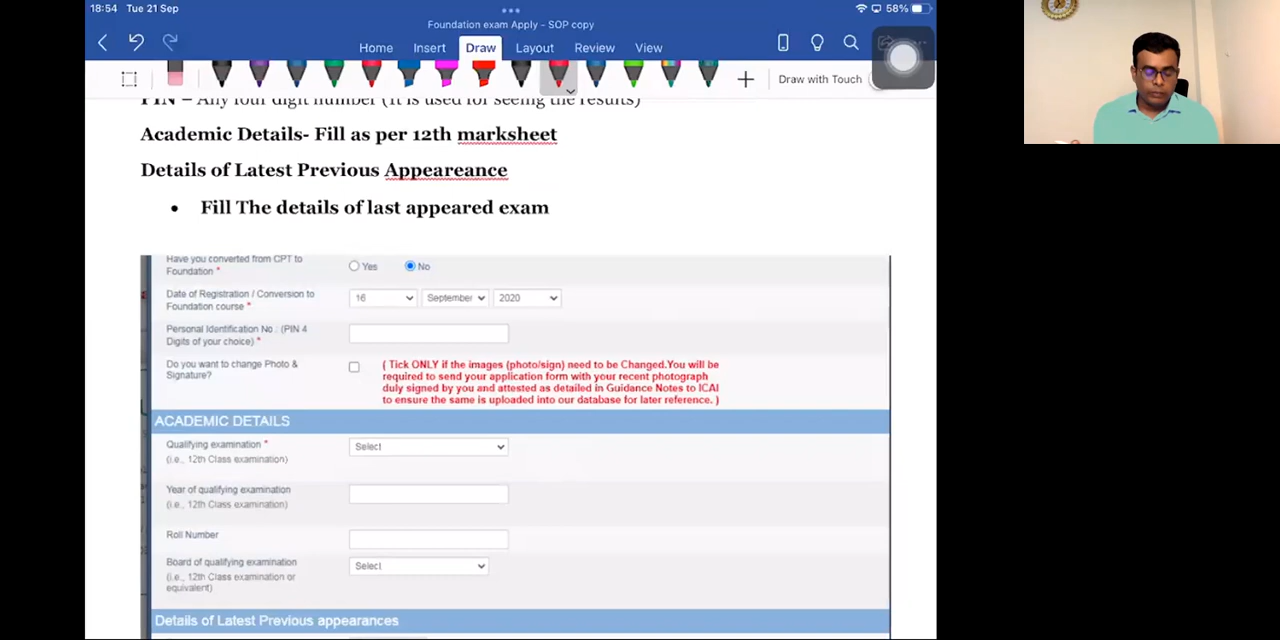 18:54 Tue 21 Sep
58%
Foundation exam Apply - SOP copy
Home Insert Draw Layout Review View
Draw with Touch
PIN – Any four digit number (It is used for seeing the results)
Academic Details- Fill as per 12th marksheet
Details of Latest Previous Appeareance
• Fill The details of last appeared exam
Have you converted from CPT to
Foundation *
Yes No
Date of Registration / Conversion to
Foundation course *
16 September 2020
Personal Identification No.: (PIN 4
Digits of your choice) *
Do you want to change Photo &
Signature?
( Tick ONLY if the images (photo/sign) need to be Changed.You will be
required to send your application form with your recent photograph
duly signed by you and attested as detailed in Guidance Notes to ICAI
to ensure the same is uploaded into our database for later reference. )
ACADEMIC DETAILS
Qualifying examination *
(i.e., 12th Class examination)
Select
Year of qualifying examination
(i.e., 12th Class examination)
Roll Number
Board of qualifying examination
(i.e., 12th Class examination or
equivalent)
Select
Details of Latest Previous appearances